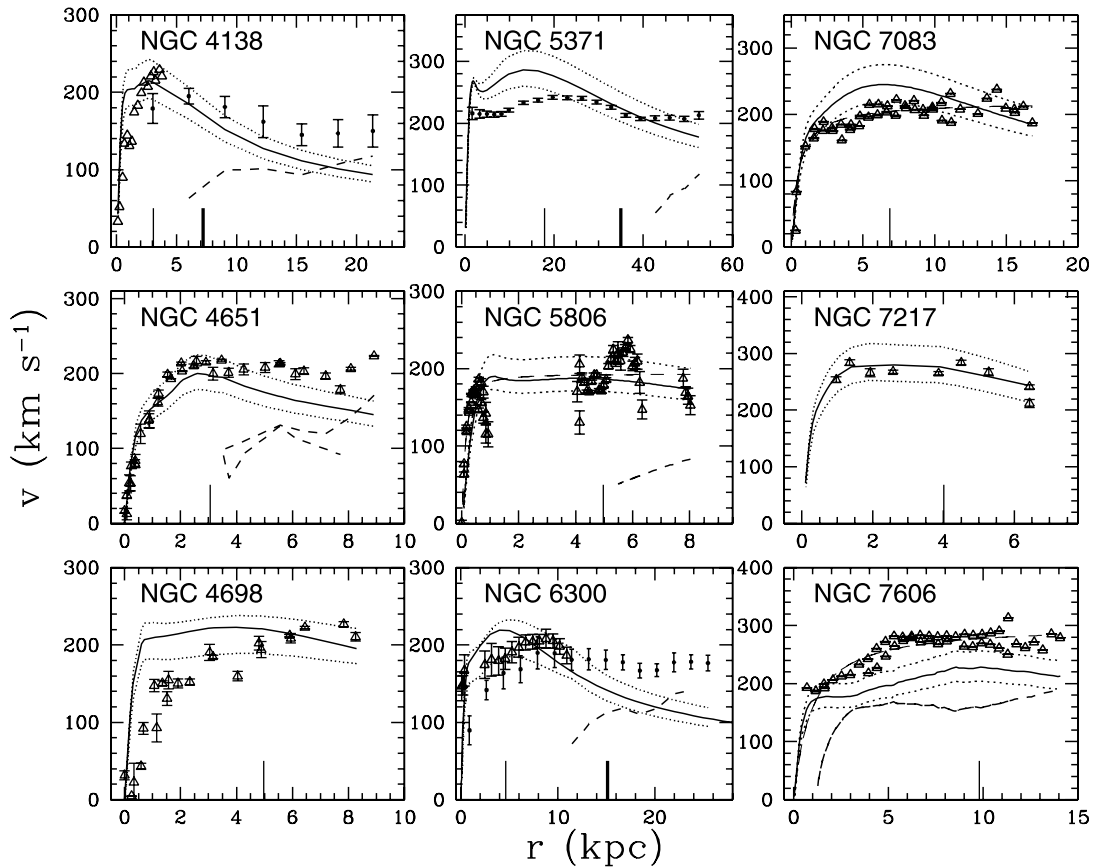 NGC 4138
NGC 5371
NGC 7083
300
200
100
0
0 5 10 15 20
300
200
100
0
0 20 40 60
300
200
100
0
0 5 10 15 20
NGC 4651
NGC 5806
NGC 7217
300
200
100
0
0 2 4 6 8 10
300
200
100
0
0 2 4 6 8
400
300
200
100
0
0 2 4 6
NGC 4698
NGC 6300
NGC 7606
300
200
100
0
0 2 4 6 8 10
300
200
100
0
0 10 20
400
300
200
100
0
0 5 10 15
v (km s⁻¹)
r (kpc)